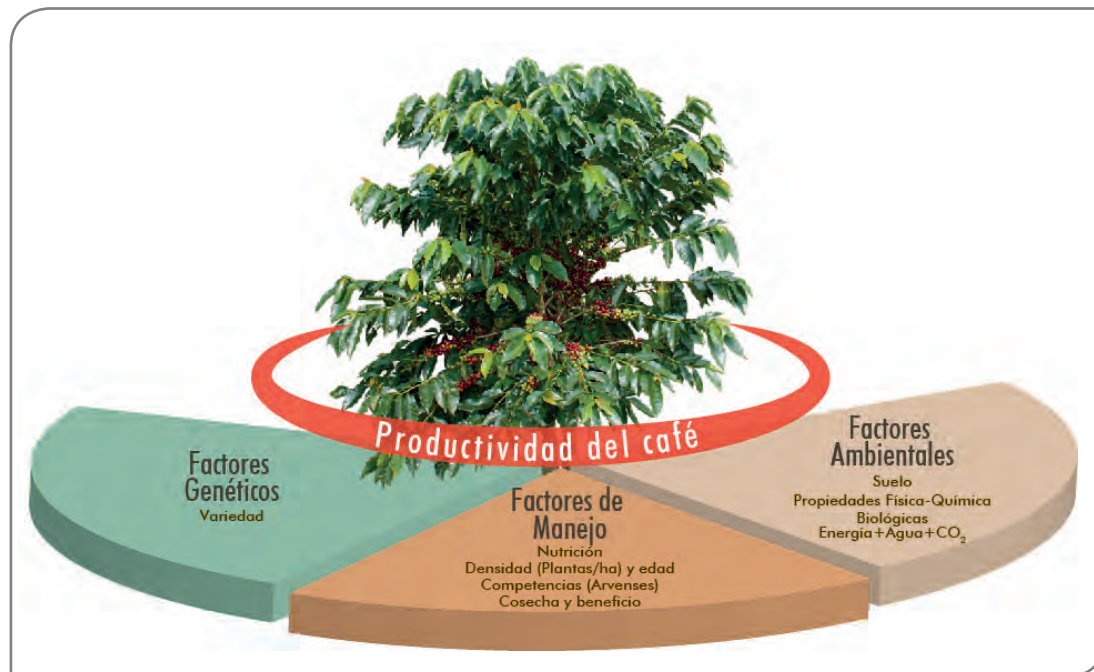 Productividad del café
Factores
Genéticos
Variedad
Factores de
Manejo
Nutrición
Densidad (Plantas/ha) y edad
Competencias (Arvenses)
Cosecha y beneficio
Factores
Ambientales
Suelo
Propiedades Física-Química
Biológicas
Energía+Agua+CO₂